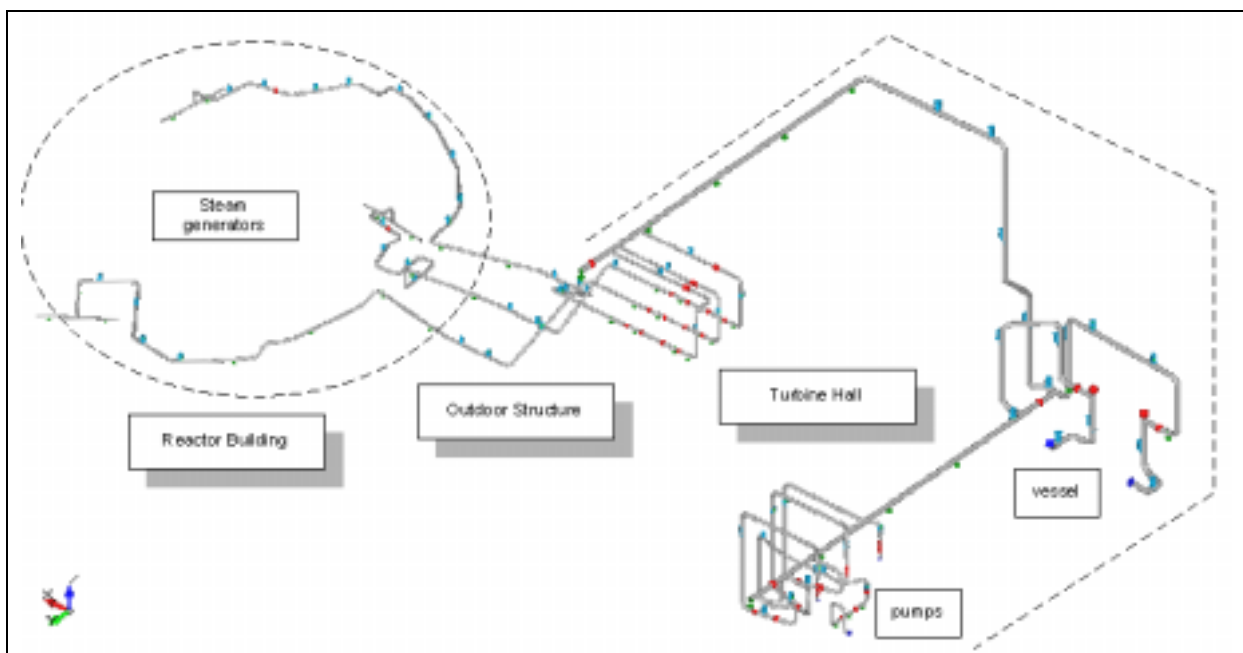 Steam
generators
Reactor Building
Outdoor Structure
Turbine Hall
vessel
pumps
X
Y